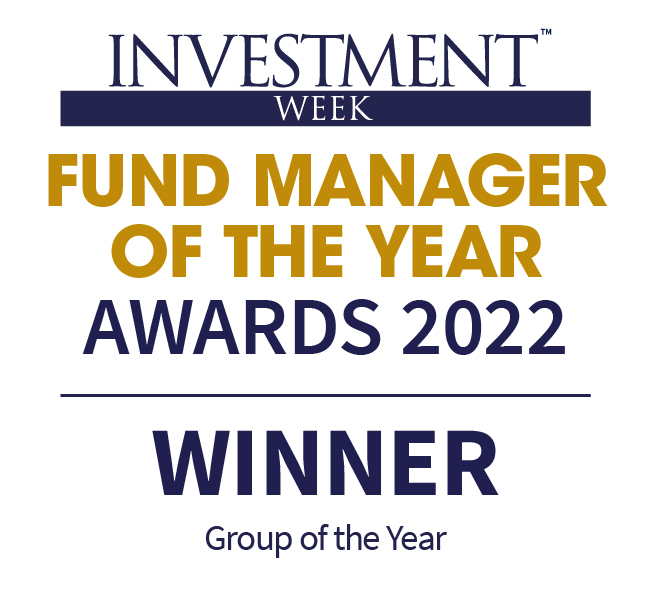 INVESTMENT™
WEEK
FUND MANAGER
OF THE YEAR
AWARDS 2022
WINNER
Group of the Year